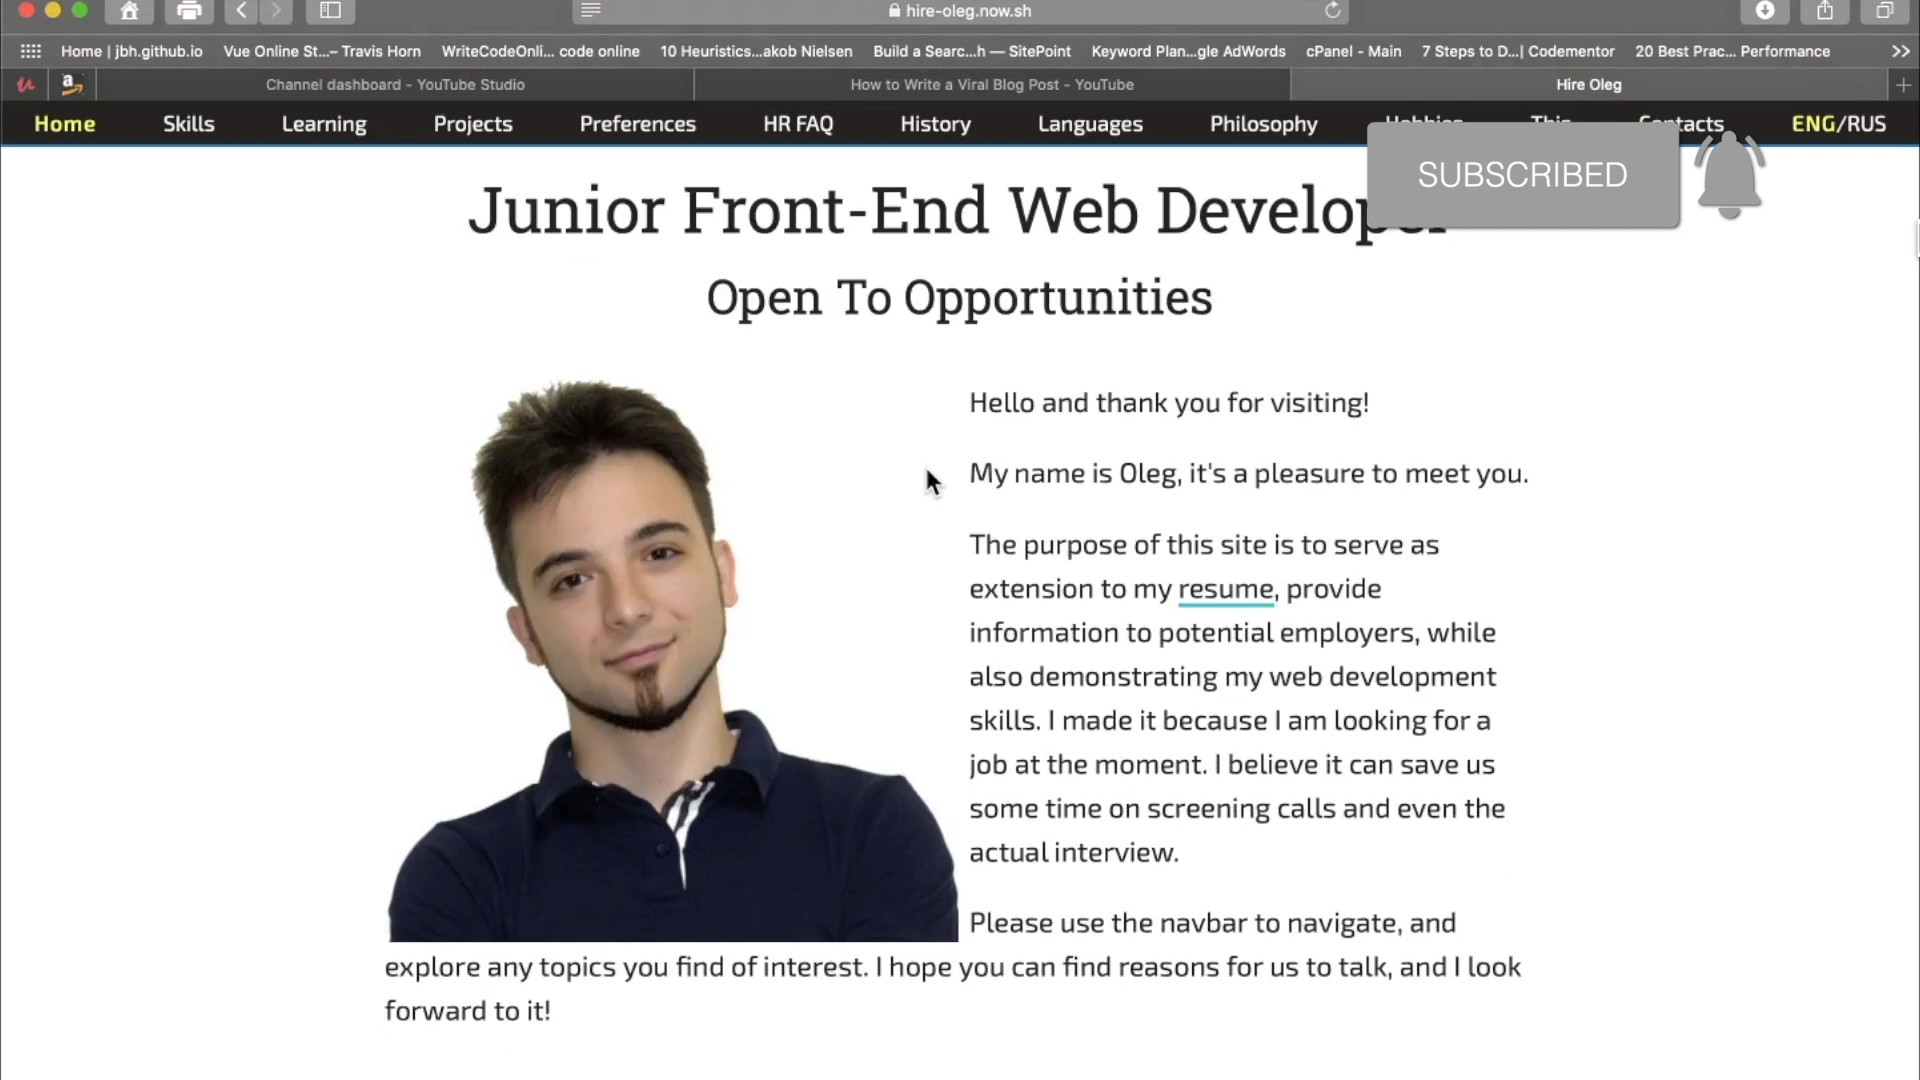 hire-oleg.now.sh
Home | jbh.github.io
Vue Online St...– Travis Horn
WriteCodeOnli... code online
10 Heuristics...akob Nielsen
Build a Searc...h — SitePoint
Keyword Plan...gle AdWords
cPanel - Main
7 Steps to D...| Codementor
20 Best Prac... Performance
Channel dashboard - YouTube Studio
How to Write a Viral Blog Post - YouTube
Hire Oleg
Home
Skills
Learning
Projects
Preferences
HR FAQ
History
Languages
Philosophy
Hobbies
This
Contacts
ENG/RUS
SUBSCRIBED
Junior Front-End Web Developer
Open To Opportunities
Hello and thank you for visiting!
My name is Oleg, it's a pleasure to meet you.
The purpose of this site is to serve as
extension to my resume, provide
information to potential employers, while
also demonstrating my web development
skills. I made it because I am looking for a
job at the moment. I believe it can save us
some time on screening calls and even the
actual interview.
Please use the navbar to navigate, and
explore any topics you find of interest. I hope you can find reasons for us to talk, and I look
forward to it!